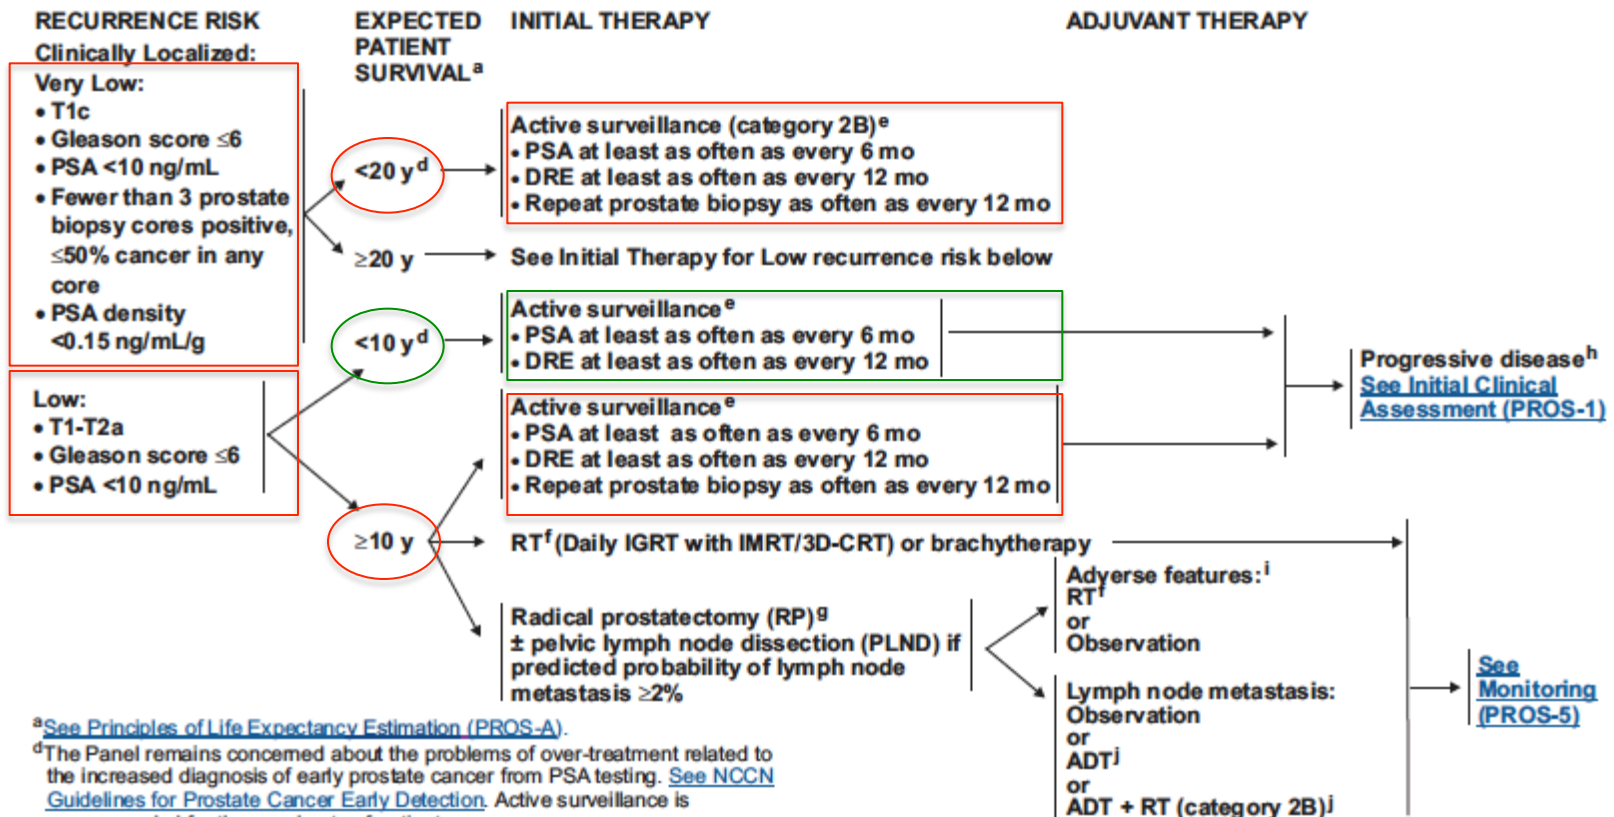 RECURRENCE RISK
Clinically Localized:
Very Low:
• T1c
• Gleason score ≤6
• PSA <10 ng/mL
• Fewer than 3 prostate
biopsy cores positive,
≤50% cancer in any
core
• PSA density
<0.15 ng/mL/g
Low:
• T1-T2a
• Gleason score ≤6
• PSA <10 ng/mL
EXPECTED
PATIENT
SURVIVALa
<20 yd
≥20 y
<10 yd
≥10 y
INITIAL THERAPY
Active surveillance (category 2B)e
• PSA at least as often as every 6 mo
• DRE at least as often as every 12 mo
• Repeat prostate biopsy as often as every 12 mo
See Initial Therapy for Low recurrence risk below
Active surveillancee
• PSA at least as often as every 6 mo
• DRE at least as often as every 12 mo
Active surveillancee
• PSA at least as often as every 6 mo
• DRE at least as often as every 12 mo
• Repeat prostate biopsy as often as every 12 mo
RTf (Daily IGRT with IMRT/3D-CRT) or brachytherapy
Radical prostatectomy (RP)g
± pelvic lymph node dissection (PLND) if
predicted probability of lymph node
metastasis ≥2%
ADJUVANT THERAPY
Adverse features:i
RTf
or
Observation
Lymph node metastasis:
Observation
or
ADTj
or
ADT + RT (category 2B)j
Progressive diseaseh
See Initial Clinical
Assessment (PROS-1)
See
Monitoring
(PROS-5)
aSee Principles of Life Expectancy Estimation (PROS-A).
dThe Panel remains concerned about the problems of over-treatment related to
the increased diagnosis of early prostate cancer from PSA testing. See NCCN
Guidelines for Prostate Cancer Early Detection. Active surveillance is